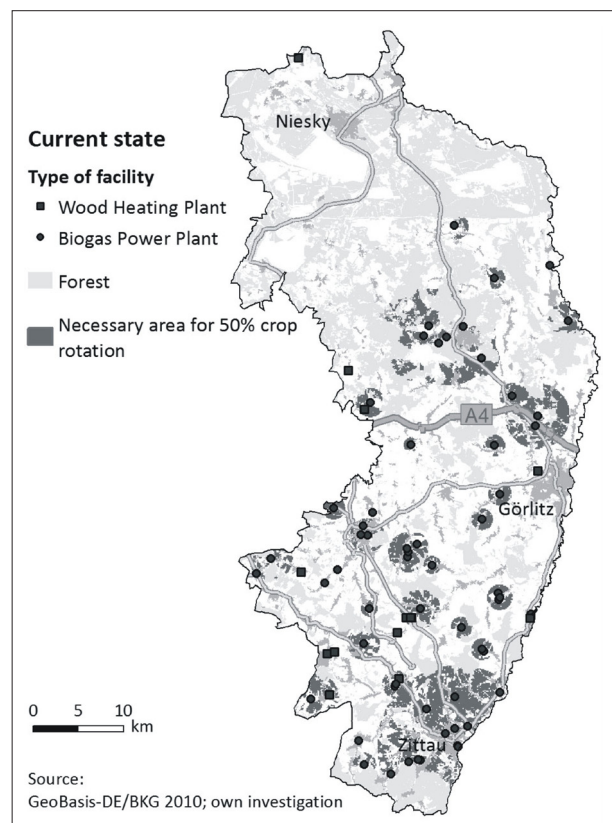 Niesky
Current state
Type of facility
Wood Heating Plant
Biogas Power Plant
Forest
Necessary area for 50% crop
rotation
A4
Görlitz
Zittau
0 5 10
km
Source:
GeoBasis-DE/BKG 2010; own investigation